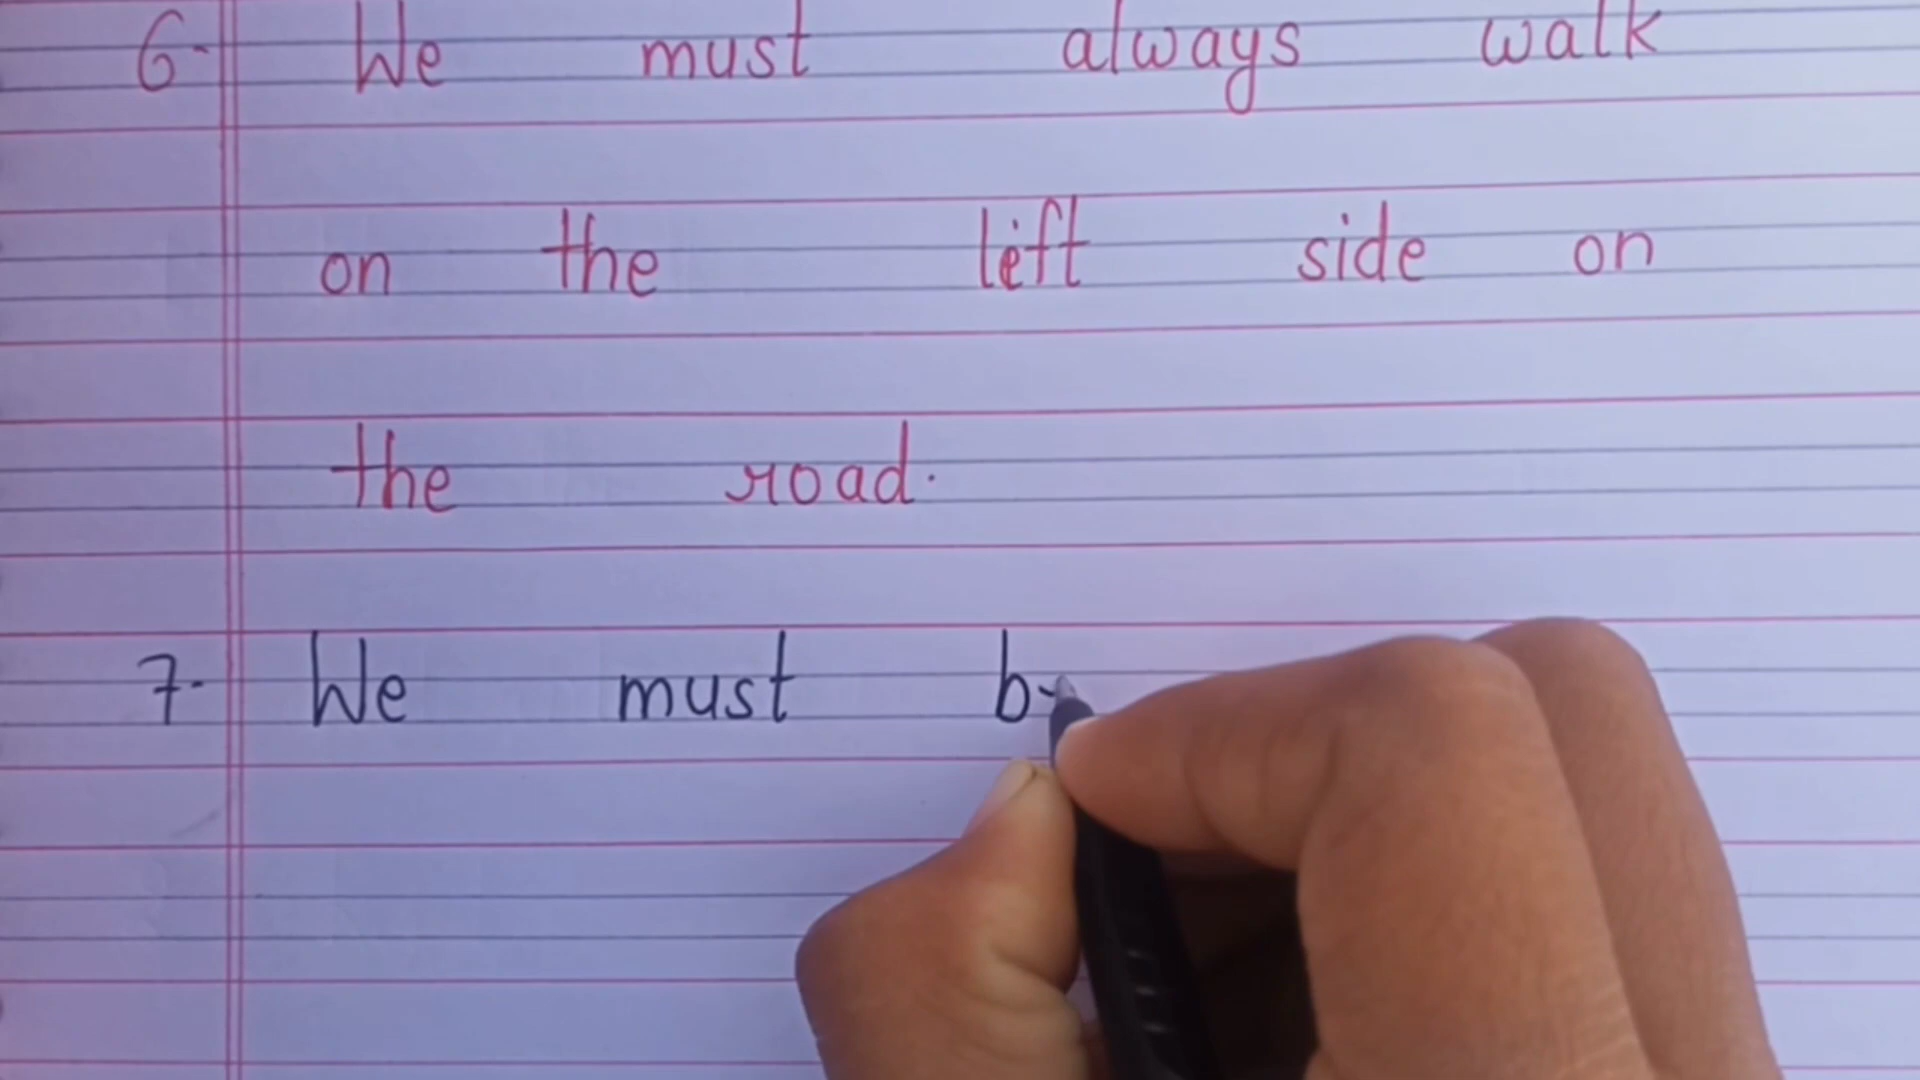 6. We must always walk
on the left side on
the road.
7. We must b